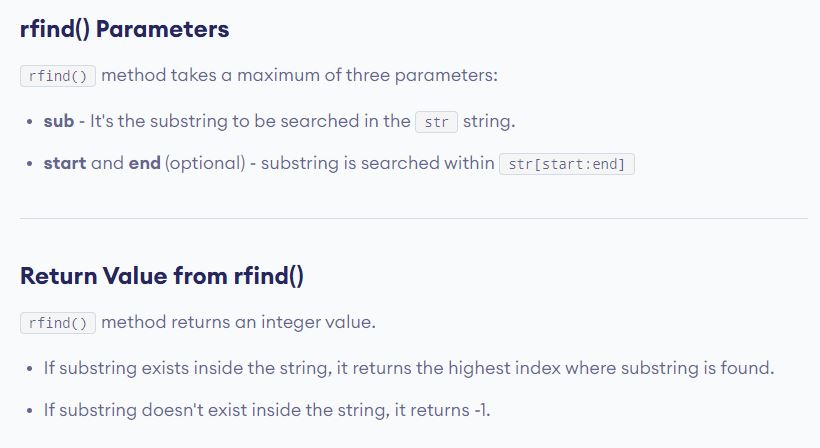 rfind() Parameters
rfind() method takes a maximum of three parameters:
• sub - It's the substring to be searched in the str string.
• start and end (optional) - substring is searched within str[start:end]
Return Value from rfind()
rfind() method returns an integer value.
• If substring exists inside the string, it returns the highest index where substring is found.
• If substring doesn't exist inside the string, it returns -1.